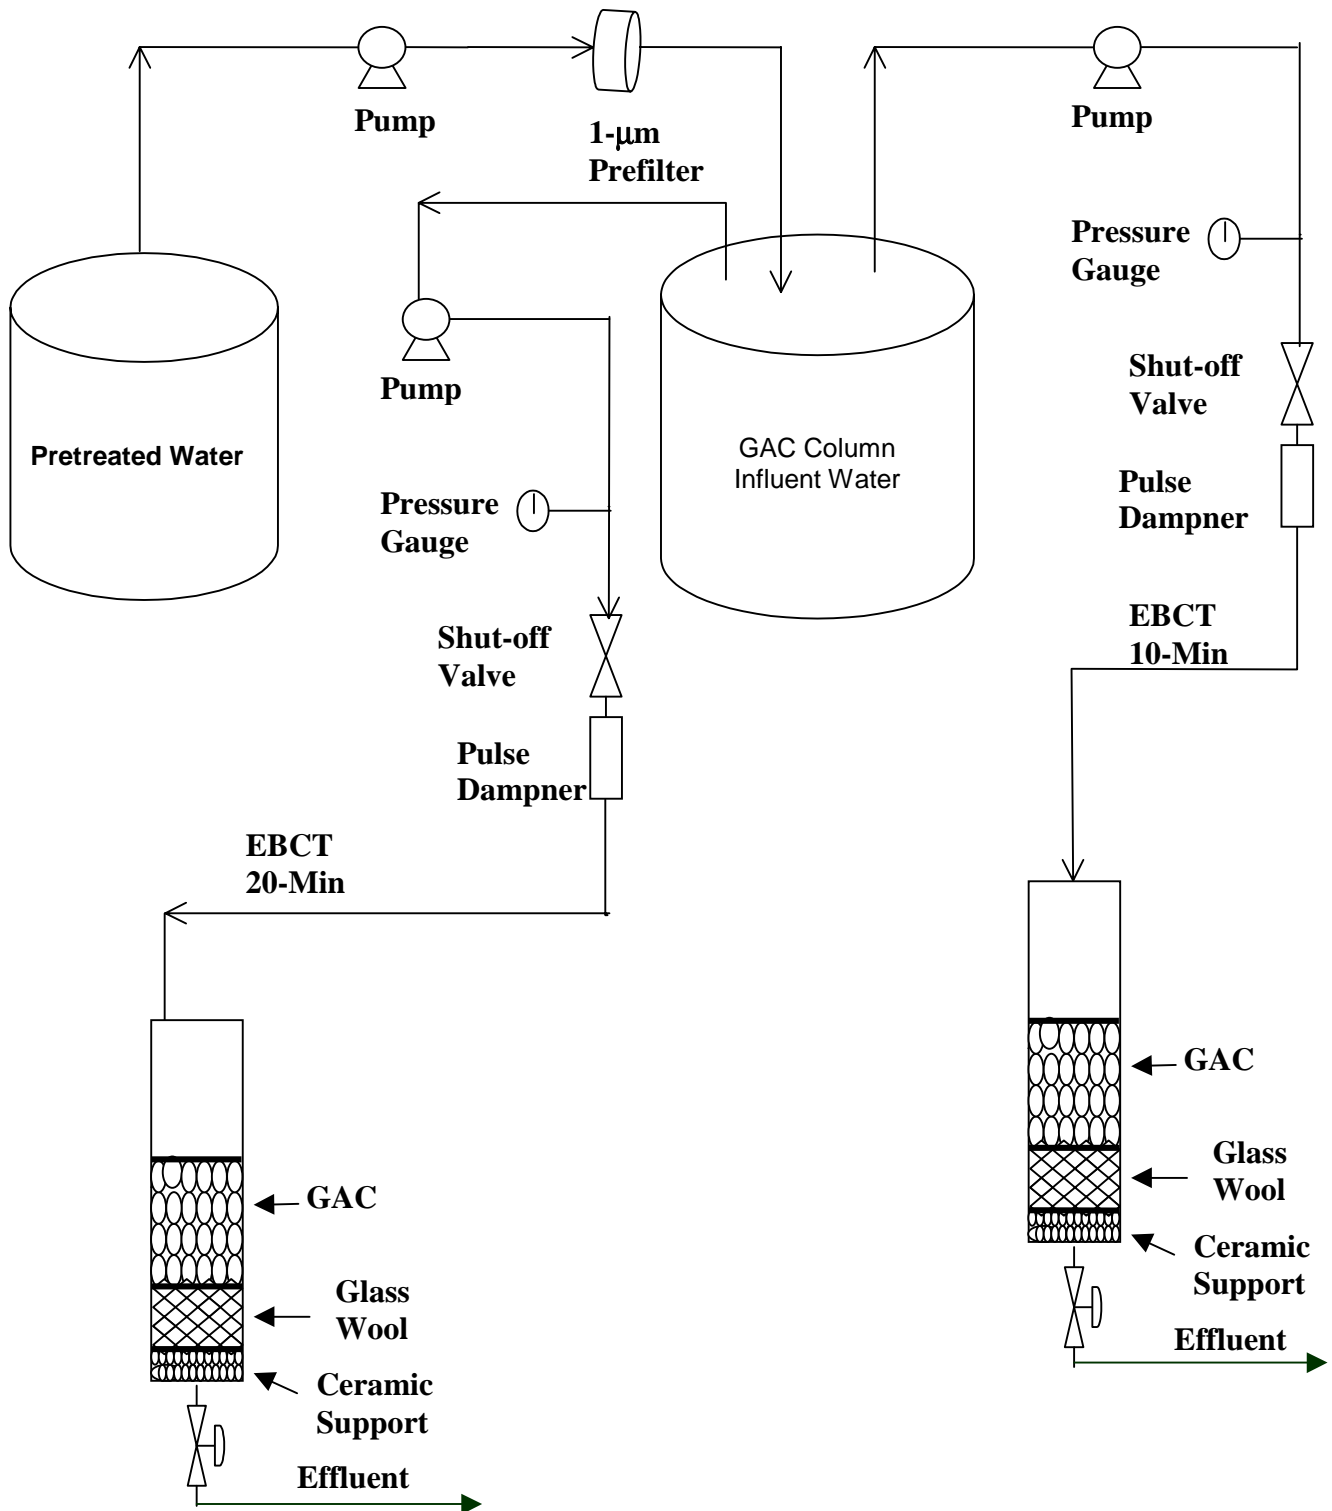 Pump
1-μm
Prefilter
Pump
Pressure
Gauge
Shut-off
Valve
Pulse
Dampner
EBCT
10-Min
Pump
Pretreated Water
GAC Column
Influent Water
Pressure
Gauge
Shut-off
Valve
Pulse
Dampner
EBCT
20-Min
GAC
Glass
Wool
Ceramic
Support
Effluent
GAC
Glass
Wool
Ceramic
Support
Effluent